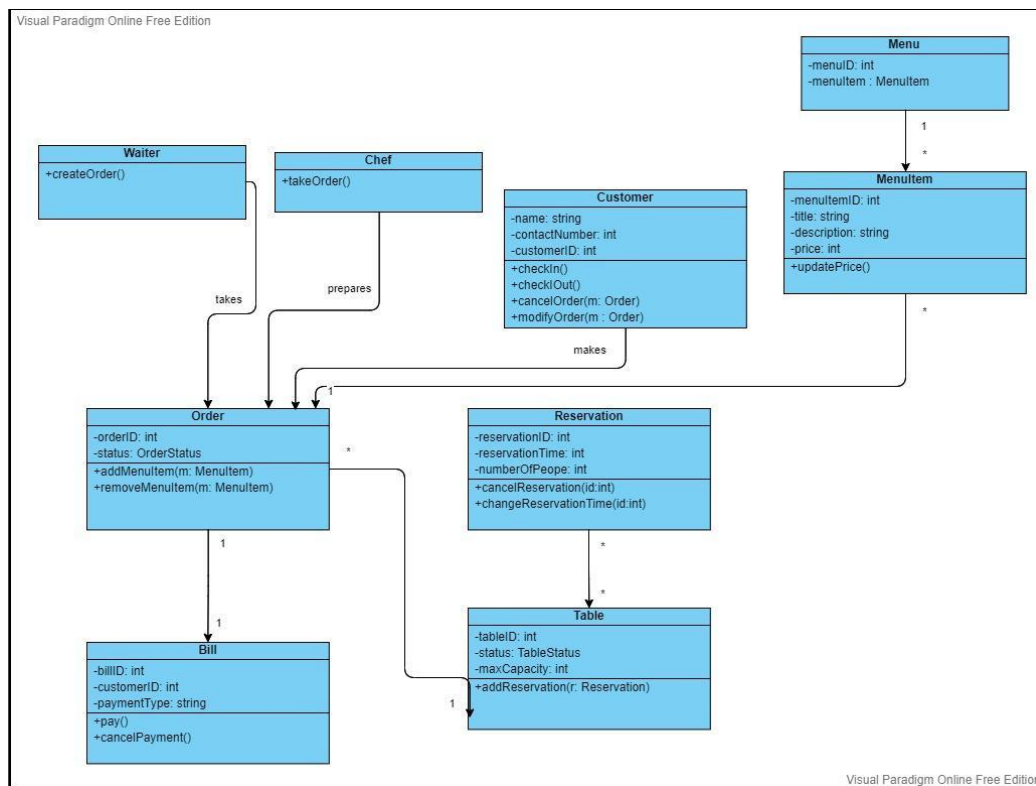 Visual Paradigm Online Free Edition
Menu
-menuID: int
-menuItem : MenuItem
1
*
Waiter
+createOrder()
Chef
+takeOrder()
Customer
-name: string
-contactNumber: int
-customerID: int
+checkIn()
+checkIOut()
+cancelOrder(m: Order)
+modifyOrder(m : Order)
MenuItem
-menuItemID: int
-title: string
-description: string
-price: int
+updatePrice()
takes
prepares
makes
*
1
Order
-orderID: int
-status: OrderStatus
+addMenuItem(m: MenuItem)
+removeMenuItem(m: MenuItem)
*
Reservation
-reservationID: int
-reservationTime: int
-numberOfPeope: int
+cancelReservation(id:int)
+changeReservationTime(id:int)
1
1
*
*
Bill
-billID: int
-customerID: int
-paymentType: string
+pay()
+cancelPayment()
1
Table
-tableID: int
-status: TableStatus
-maxCapacity: int
+addReservation(r: Reservation)
Visual Paradigm Online Free Edition